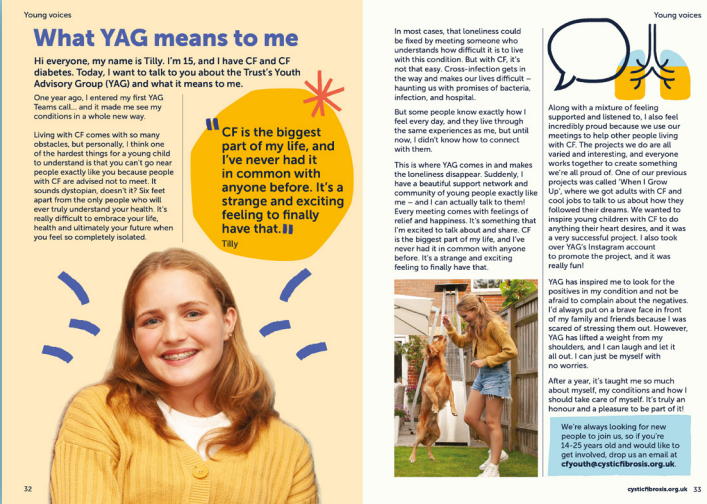 Young voices
What YAG means to me
Hi everyone, my name is Tilly. I'm 15, and I have CF and CF
diabetes. Today, I want to talk to you about the Trust's Youth
Advisory Group (YAG) and what it means to me.
One year ago, I entered my first YAG
Teams call... and it made me see my
conditions in a whole new way.
Living with CF comes with so many
obstacles, but personally, I think one
of the hardest things for a young child
to understand is that you can't go near
people exactly like you because people
with CF are advised not to meet. It
sounds dystopian, doesn't it? Six feet
apart from the only people who will
ever truly understand your health. It's
really difficult to embrace your life,
health and ultimately your future when
you feel so completely isolated.
"CF is the biggest
part of my life, and
I've never had it
in common with
anyone before. It's a
strange and exciting
feeling to finally
have that."
Tilly
32
In most cases, that loneliness could
be fixed by meeting someone who
understands how difficult it is to live
with this condition. But with CF, it's
not that easy. Cross-infection gets in
the way and makes our lives difficult –
haunting us with promises of bacteria,
infection, and hospital.
But some people know exactly how I
feel every day, and they live through
the same experiences as me, but until
now, I didn't know how to connect
with them.
This is where YAG comes in and makes
the loneliness disappear. Suddenly, I
have a beautiful support network and
community of young people exactly like
me – and I can actually talk to them!
Every meeting comes with feelings of
relief and happiness. It's something that
I'm excited to talk about and share. CF
is the biggest part of my life, and I've
never had it in common with anyone
before. It's a strange and exciting
feeling to finally have that.
Young voices
Along with a mixture of feeling
supported and listened to, I also feel
incredibly proud because we use our
meetings to help other people living
with CF. The projects we do are all
varied and interesting, and everyone
works together to create something
we're all proud of. One of our previous
projects was called 'When I Grow
Up', where we got adults with CF and
cool jobs to talk to us about how they
followed their dreams. We wanted to
inspire young children with CF to do
anything their heart desires, and it was
a very successful project. I also took
over YAG's Instagram account
to promote the project, and it was
really fun!
YAG has inspired me to look for the
positives in my condition and not be
afraid to complain about the negatives.
I'd always put on a brave face in front
of my family and friends because I was
scared of stressing them out. However,
YAG has lifted a weight from my
shoulders, and I can laugh and let it
all out. I can just be myself with
no worries.
After a year, it's taught me so much
about myself, my conditions and how I
should take care of myself. It's truly an
honour and a pleasure to be part of it!
We're always looking for new
people to join us, so if you're
14-25 years old and would like to
get involved, drop us an email at
cfyouth@cysticfibrosis.org.uk.
cysticfibrosis.org.uk 33